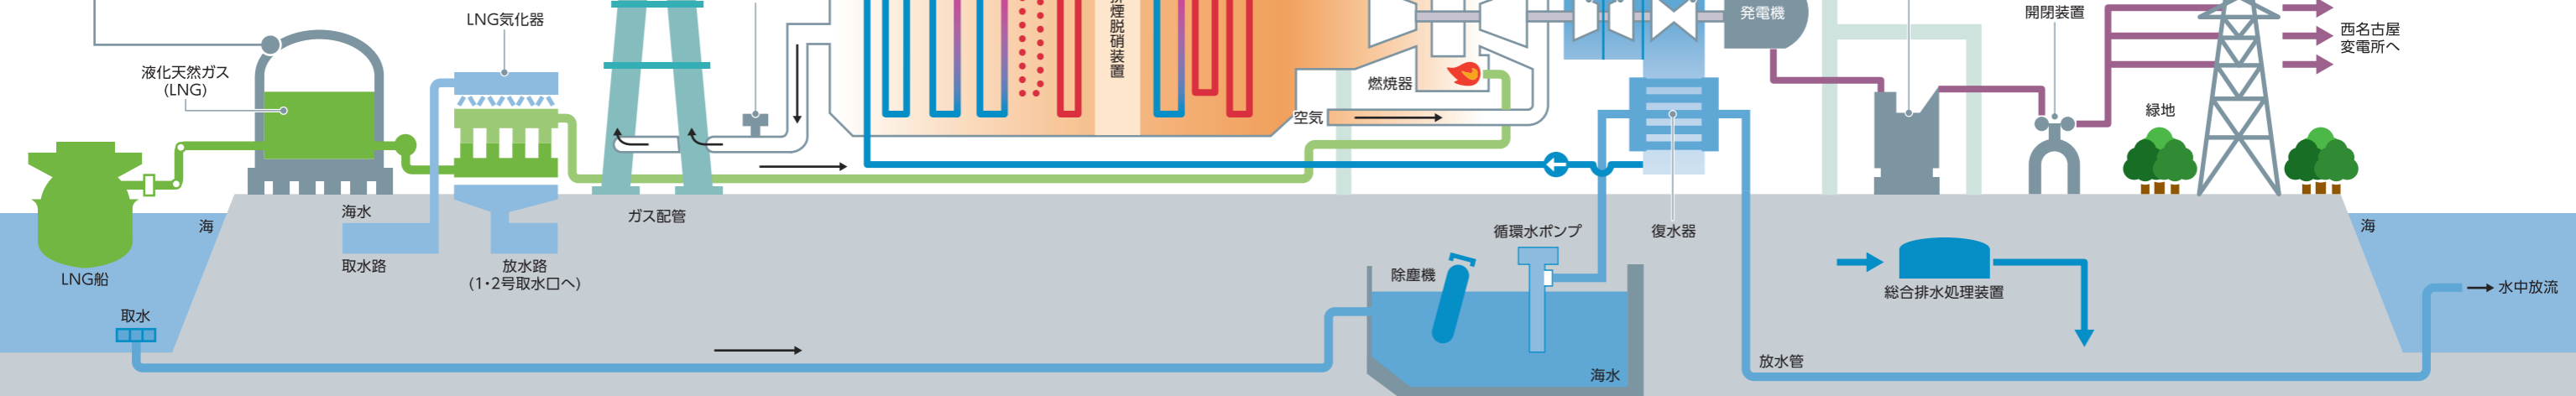 LNG気化器
液化天然ガス
(LNG)
脱硝装置
燃焼器
空気
発電機
開閉装置
西名古屋
変電所へ
緑地
海
海水
取水路
放水路
(1・2号取水口へ)
ガス配管
LNG船
取水
除塵機
循環水ポンプ
復水器
海水
放水管
総合排水処理装置
海
水中放流